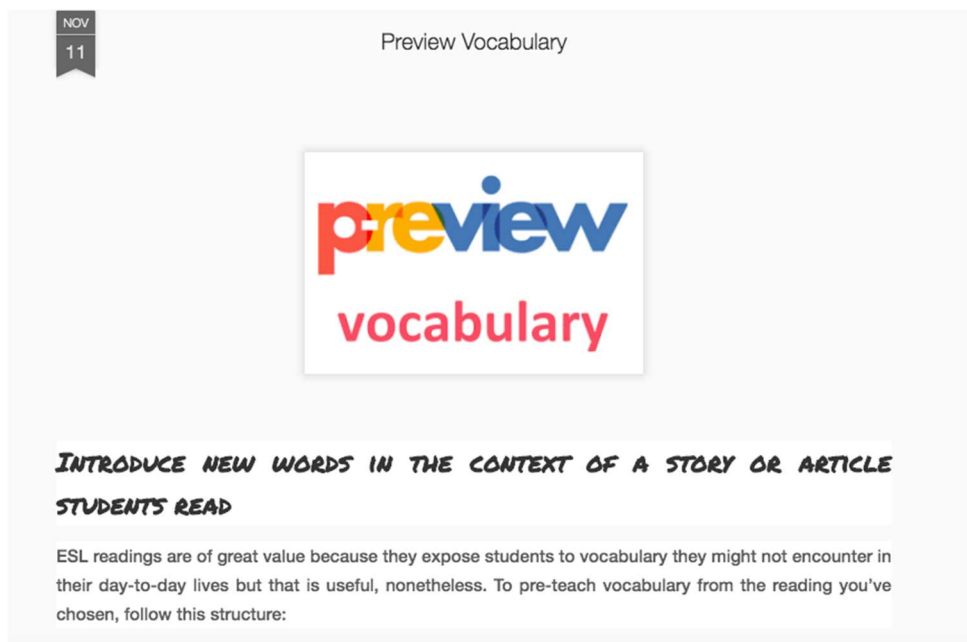 NOV
11
Preview Vocabulary
p-review
vocabulary
INTRODUCE NEW WORDS IN THE CONTEXT OF A STORY OR ARTICLE
STUDENTS READ
ESL readings are of great value because they expose students to vocabulary they might not encounter in
their day-to-day lives but that is useful, nonetheless. To pre-teach vocabulary from the reading you've
chosen, follow this structure: